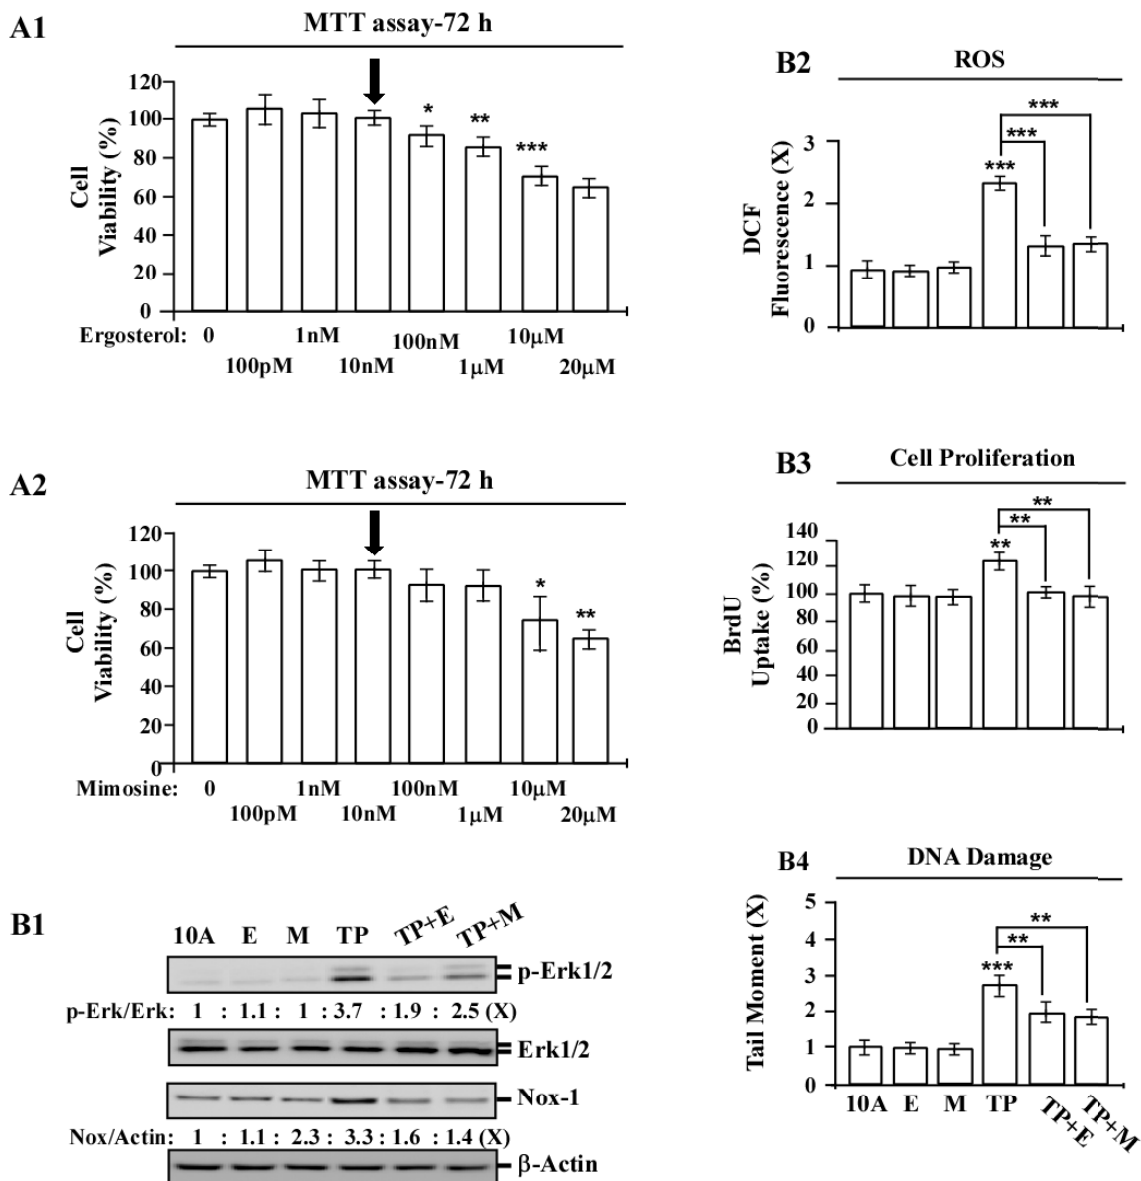 A1
MTT assay-72 h
Cell
Viability (%)
120
100
80
60
40
20
0
* ** ***
Ergosterol: 0 1nM 100nM 10µM
100pM 10nM 1µM 20µM
A2
MTT assay-72 h
Cell
Viability (%)
120
100
80
60
40
20
0
* **
Mimosine: 0 1nM 100nM 10µM
100pM 10nM 1µM 20µM
B1
10A E M TP TP+E TP+M
p-Erk1/2
p-Erk/Erk: 1 : 1.1 : 1 : 3.7 : 1.9 : 2.5 (X)
Erk1/2
Nox-1
Nox/Actin: 1 : 1.1 : 2.3 : 3.3 : 1.6 : 1.4 (X)
β-Actin
B2
ROS
DCF
Fluorescence (X)
3
2
1
0
***
***
***
B3
Cell Proliferation
BrdU
Uptake (%)
140
120
100
80
60
40
20
0
**
**
**
B4
DNA Damage
Tail Moment (X)
5
4
3
2
1
0
**
**
***
10A E M TP TP+E TP+M